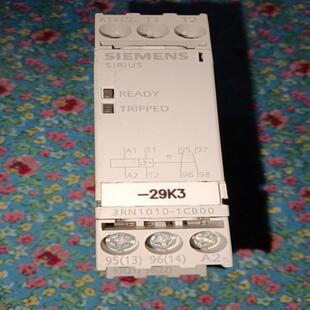 A1+ T1 T2
SIEMENS
SIRIUS
READY
TRIPPED
A1 T1 95 97
A2 T2 96 98
-29K3
3RN1010-1CB00
95(13) 96(14) A2-